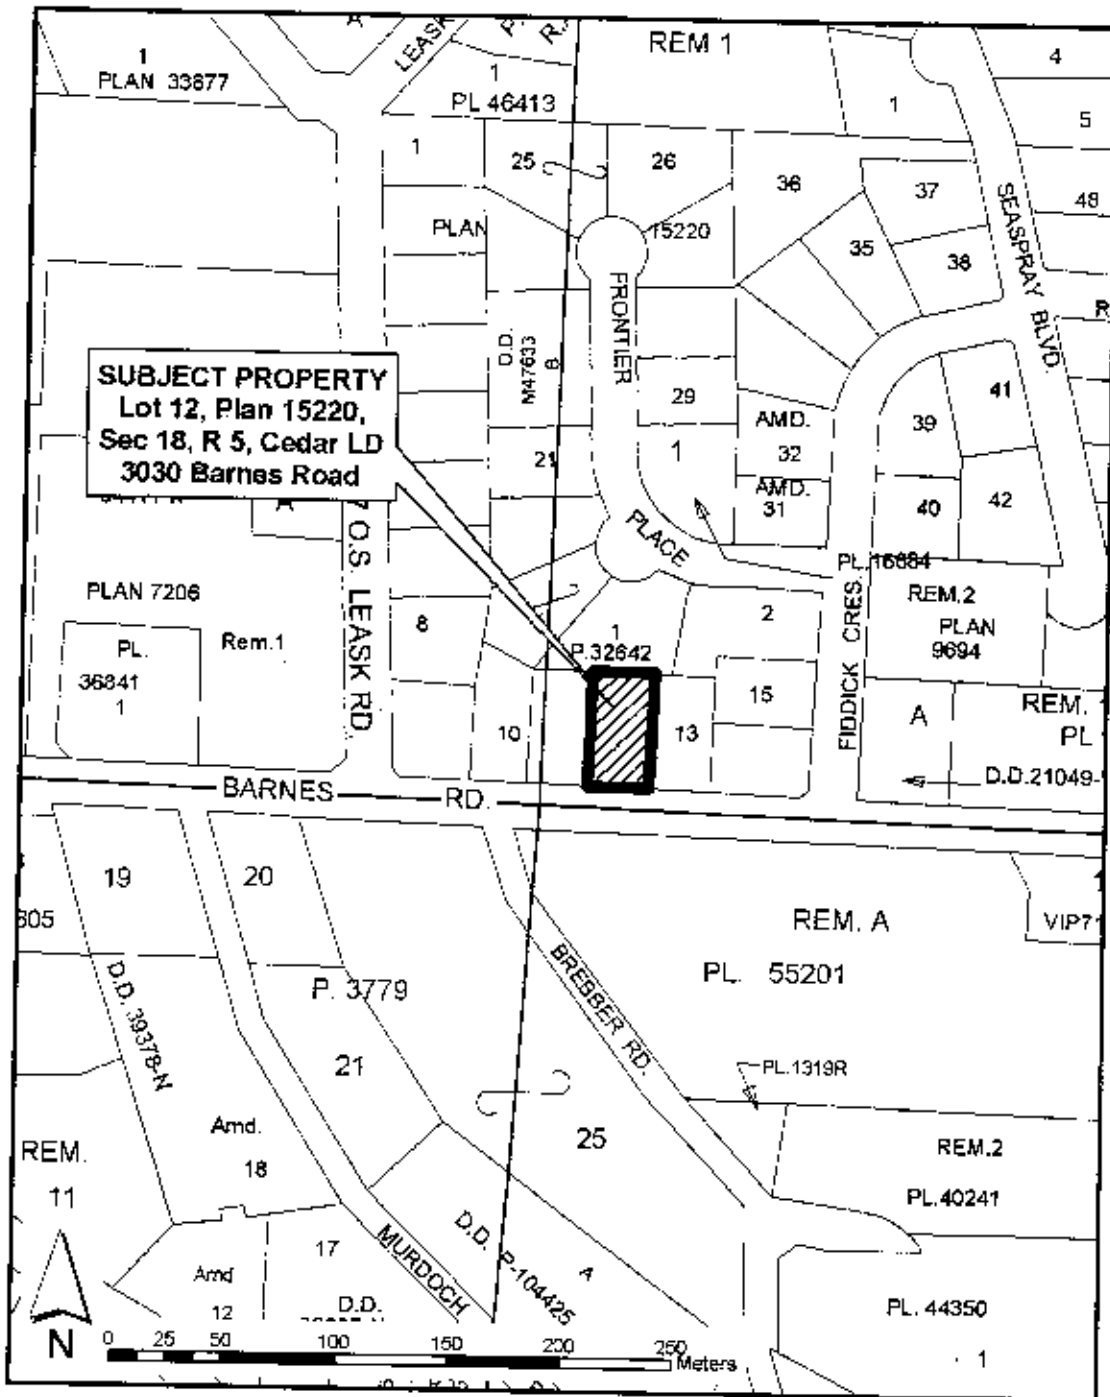 A
LEASK
P.
R.
REM 1
4
1
PLAN 33877
1
PL 46413
1
5
1
25
26
36
37
48
PLAN
15220
35
38
SEASPRAY BLVD.
R
FRONTIER
D.D.
M47633
B
SUBJECT PROPERTY
Lot 12, Plan 15220,
Sec 18, R 5, Cedar LD
3030 Barnes Road
29
AMD.
32
39
41
1
21
AMD.
31
40
42
A
PLACE
PL.16684
7 O.S. LEASK RD
PLAN 7206
Rem.1
8
PL.
36841
1
1
P.32642
2
FIDDICK CRES.
REM.2
PLAN
9694
15
10
13
A
REM.
PL
D.D.21049-
BARNES RD.
19
20
605
REM. A
VIP71
PL. 55201
BREBBER RD.
D.D. 39378-N
P. 3779
21
PL.1319R
25
Amd.
18
REM.
11
REM.2
PL.40241
MURDOCH
D.D. P-104425
A
17
Amd
12
D.D.
PL. 44350
1
N
0 25 50 100 150 200 250
Meters